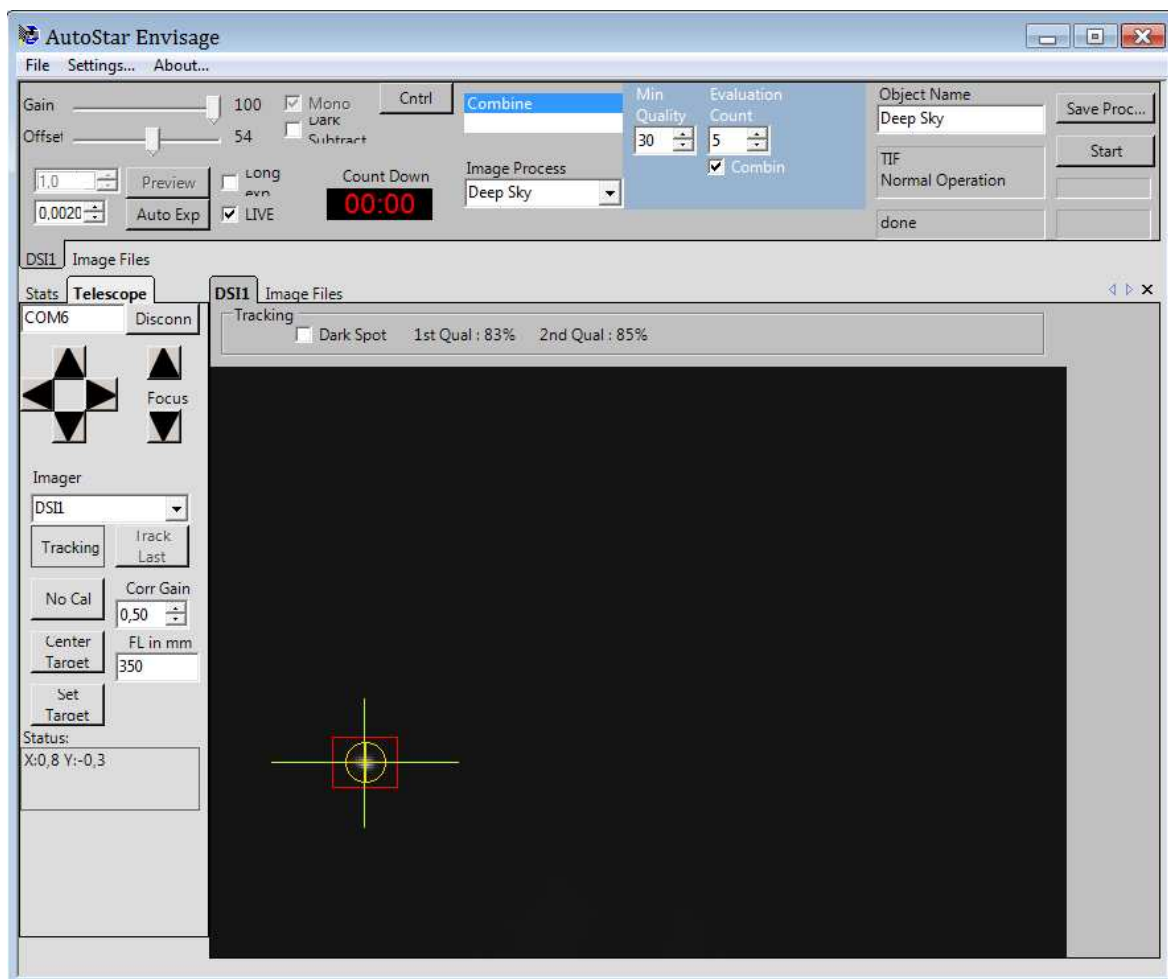 AutoStar Envisage
File Settings... About...
Gain 100 Mono Cntrl
Offset 54 Dark Subtract
1,0 Preview Long exp Count Down
0,0020 Auto Exp LIVE 00:00
Combine
Image Process
Deep Sky
Min Quality Evaluation Count
30 5
Combin
Object Name
Deep Sky
TIF
Normal Operation
done
Save Proc...
Start
DSI1 Image Files
Stats Telescope
COM6 Disconn
Focus
Imager
DSI1
Tracking Track Last
No Cal Corr Gain
0,50
Center Target FL in mm
350
Set Target
Status:
X:0,8 Y:-0,3
DSI1 Image Files
Tracking
Dark Spot 1st Qual : 83% 2nd Qual : 85%